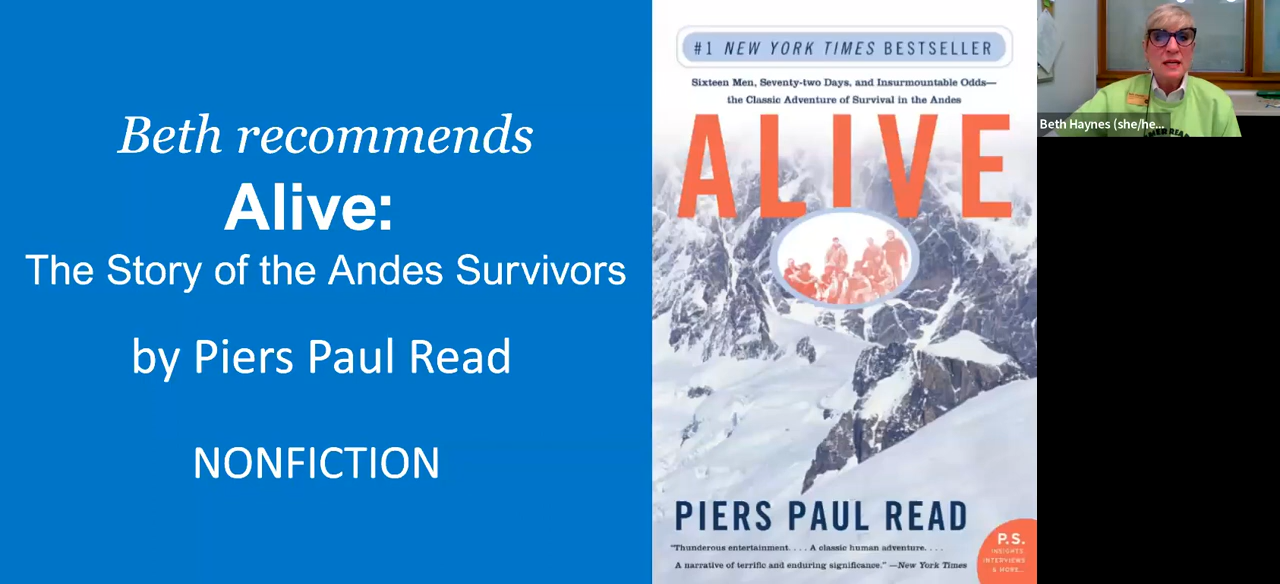 Beth recommends
Alive:
The Story of the Andes Survivors
by Piers Paul Read
NONFICTION
#1 NEW YORK TIMES BESTSELLER
Sixteen Men, Seventy-two Days, and Insurmountable Odds—
the Classic Adventure of Survival in the Andes
ALIVE
PIERS PAUL READ
"Thunderous entertainment. . . . A classic human adventure. . . .
A narrative of terrific and enduring significance." —New York Times
P.S.
INSIGHTS,
INTERVIEWS
& MORE...
Beth Haynes (she/he...